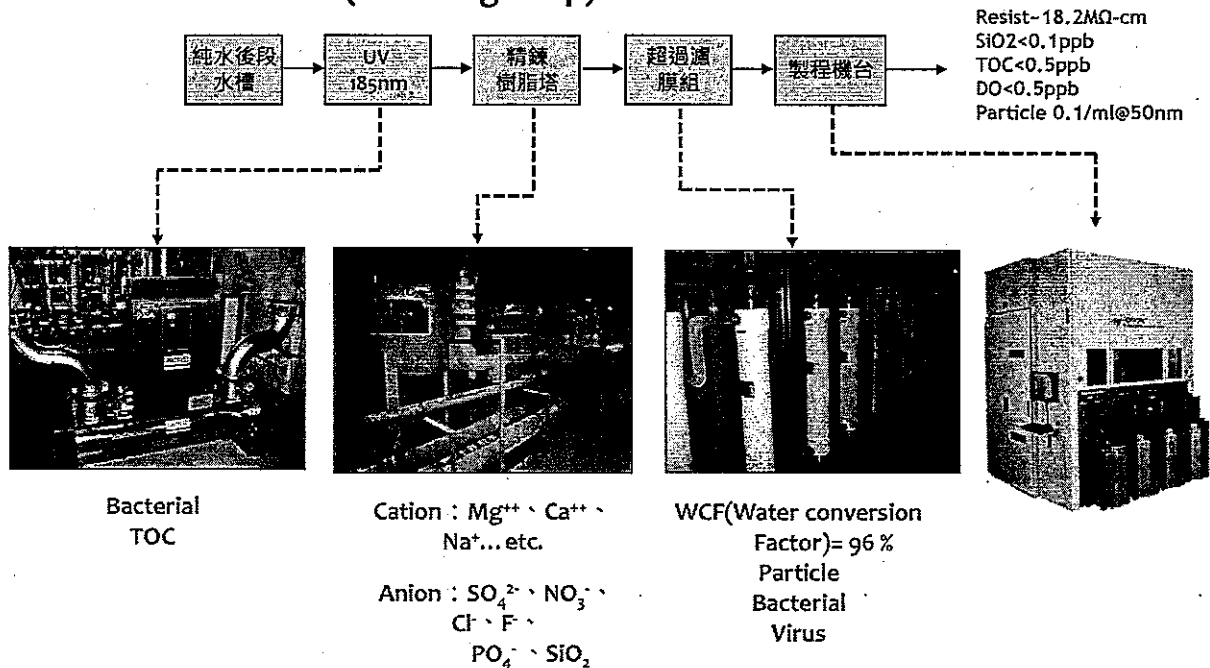 Resist~18.2MΩ-cm
SiO2<0.1ppb
TOC<0.5ppb
DO<0.5ppb
Particle 0.1/ml@50nm
純水後段
水槽
UV
185nm
精鍊
樹脂塔
超過濾
膜組
製程機台
Bacterial
TOC
Cation：Mg⁺⁺、Ca⁺⁺、
Na⁺...etc.
Anion：SO₄²⁻、NO₃⁻、
Cl⁻、F⁻、
PO₄⁻、SiO₂
WCF(Water conversion
Factor)= 96 %
Particle
Bacterial
Virus